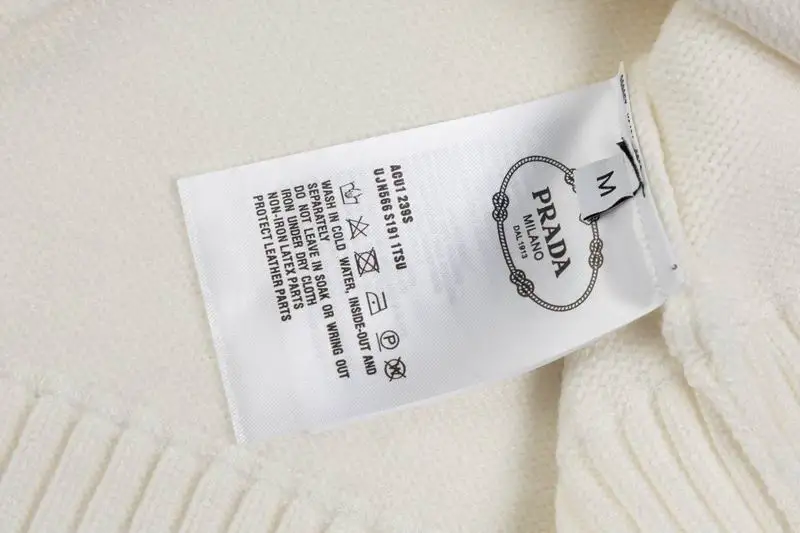 M
PRADA
MILANO
DAL 1913
ACU1 239S
UJN566 S191 1TSU
P
WASH IN COLD WATER, INSIDE-OUT AND
SEPARATELY
DO NOT LEAVE IN SOAK OR WRING OUT
IRON UNDER DRY CLOTH
NON-IRON LATEX PARTS
PROTECT LEATHER PARTS